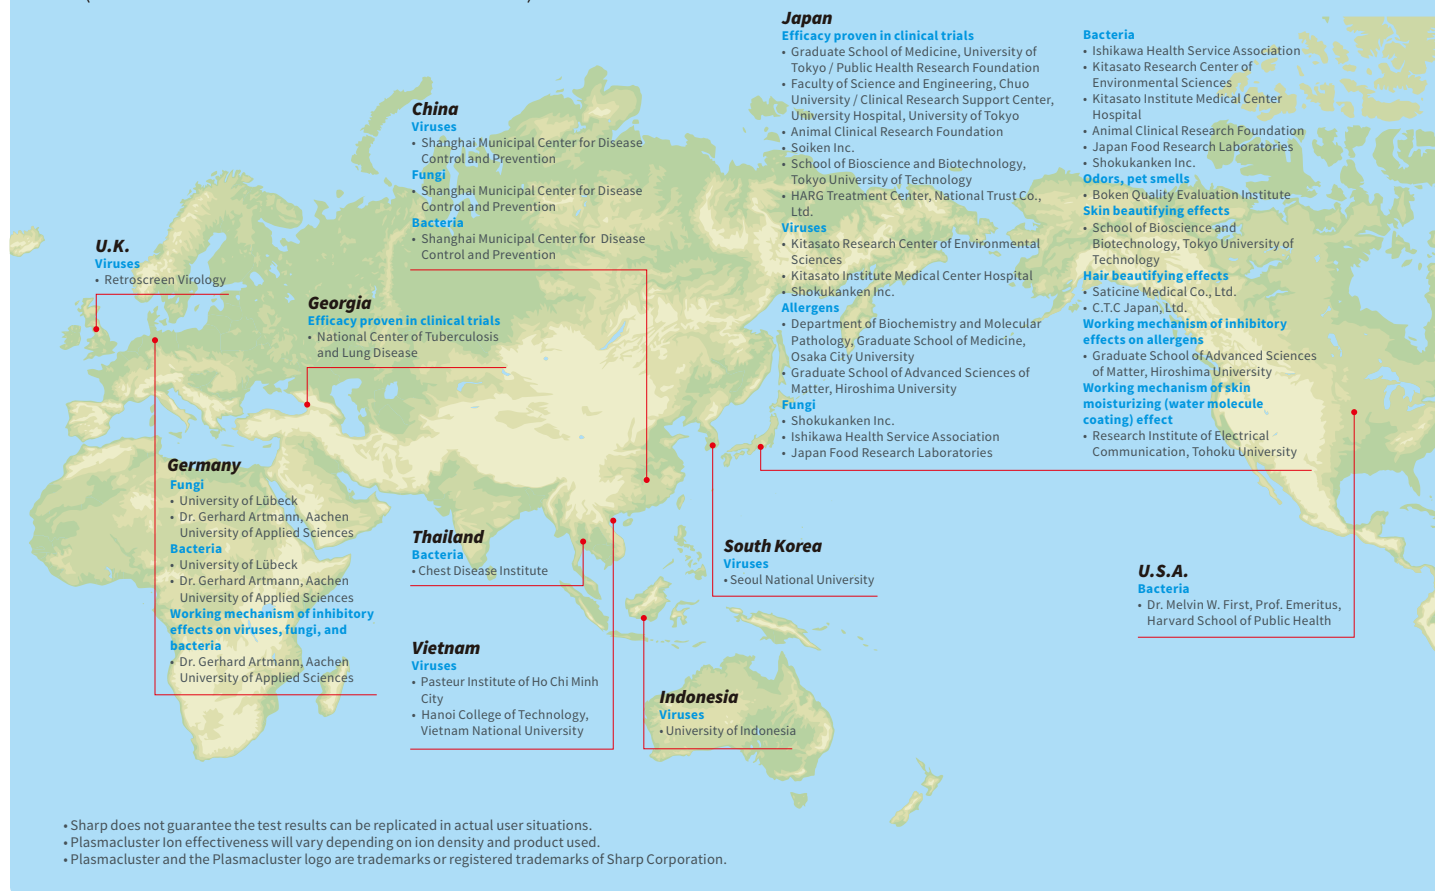 U.K.
Viruses
• Retroscreen Virology
China
Viruses
• Shanghai Municipal Center for Disease
Control and Prevention
Fungi
• Shanghai Municipal Center for Disease
Control and Prevention
Bacteria
• Shanghai Municipal Center for Disease
Control and Prevention
Georgia
Efficacy proven in clinical trials
• National Center of Tuberculosis
and Lung Disease
Germany
Fungi
• University of Lübeck
• Dr. Gerhard Artmann, Aachen
University of Applied Sciences
Bacteria
• University of Lübeck
• Dr. Gerhard Artmann, Aachen
University of Applied Sciences
Working mechanism of inhibitory
effects on viruses, fungi, and
bacteria
• Dr. Gerhard Artmann, Aachen
University of Applied Sciences
Thailand
Bacteria
• Chest Disease Institute
Vietnam
Viruses
• Pasteur Institute of Ho Chi Minh
City
• Hanoi College of Technology,
Vietnam National University
Indonesia
Viruses
• University of Indonesia
South Korea
Viruses
• Seoul National University
Japan
Efficacy proven in clinical trials
• Graduate School of Medicine, University of
Tokyo / Public Health Research Foundation
• Faculty of Science and Engineering, Chuo
University / Clinical Research Support Center,
University Hospital, University of Tokyo
• Animal Clinical Research Foundation
• Soiken Inc.
• School of Bioscience and Biotechnology,
Tokyo University of Technology
• HARG Treatment Center, National Trust Co.,
Ltd.
Viruses
• Kitasato Research Center of Environmental
Sciences
• Kitasato Institute Medical Center Hospital
• Shokukanken Inc.
Allergens
• Department of Biochemistry and Molecular
Pathology, Graduate School of Medicine,
Osaka City University
• Graduate School of Advanced Sciences of
Matter, Hiroshima University
Fungi
• Shokukanken Inc.
• Ishikawa Health Service Association
• Japan Food Research Laboratories
Bacteria
• Ishikawa Health Service Association
• Kitasato Research Center of
Environmental Sciences
• Kitasato Institute Medical Center
Hospital
• Animal Clinical Research Foundation
• Japan Food Research Laboratories
• Shokukanken Inc.
Odors, pet smells
• Boken Quality Evaluation Institute
Skin beautifying effects
• School of Bioscience and
Biotechnology, Tokyo University of
Technology
Hair beautifying effects
• Saticine Medical Co., Ltd.
• C.T.C Japan, Ltd.
Working mechanism of inhibitory
effects on allergens
• Graduate School of Advanced Sciences
of Matter, Hiroshima University
Working mechanism of skin
moisturizing (water molecule
coating) effect
• Research Institute of Electrical
Communication, Tohoku University
U.S.A.
Bacteria
• Dr. Melvin W. First, Prof. Emeritus,
Harvard School of Public Health
• Sharp does not guarantee the test results can be replicated in actual user situations.
• Plasmacluster Ion effectiveness will vary depending on ion density and product used.
• Plasmacluster and the Plasmacluster logo are trademarks or registered trademarks of Sharp Corporation.